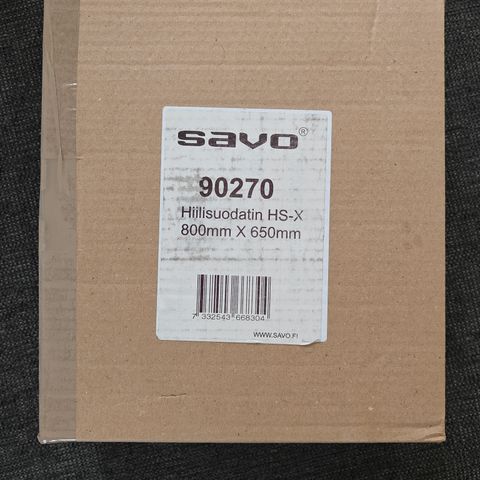 SAVO®
90270
Hiilisuodatin HS-X
800mm X 650mm
7 332543 668304
WWW.SAVO.FI